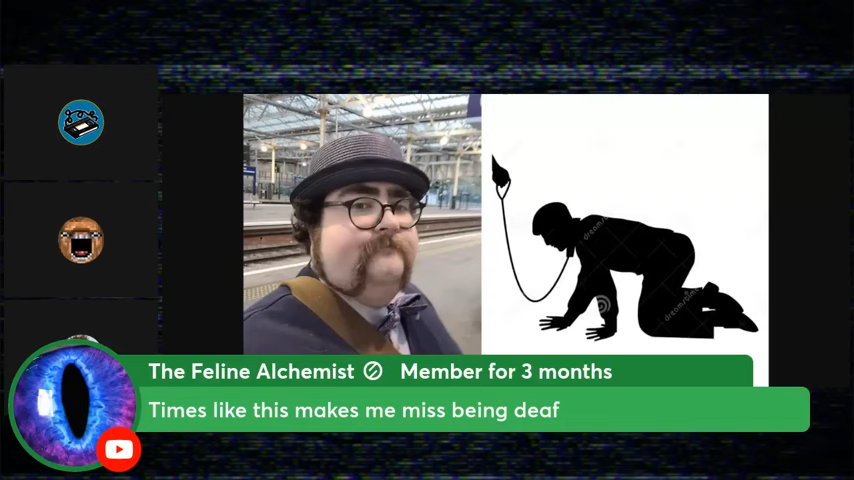 The Feline Alchemist Member for 3 months
Times like this makes me miss being deaf